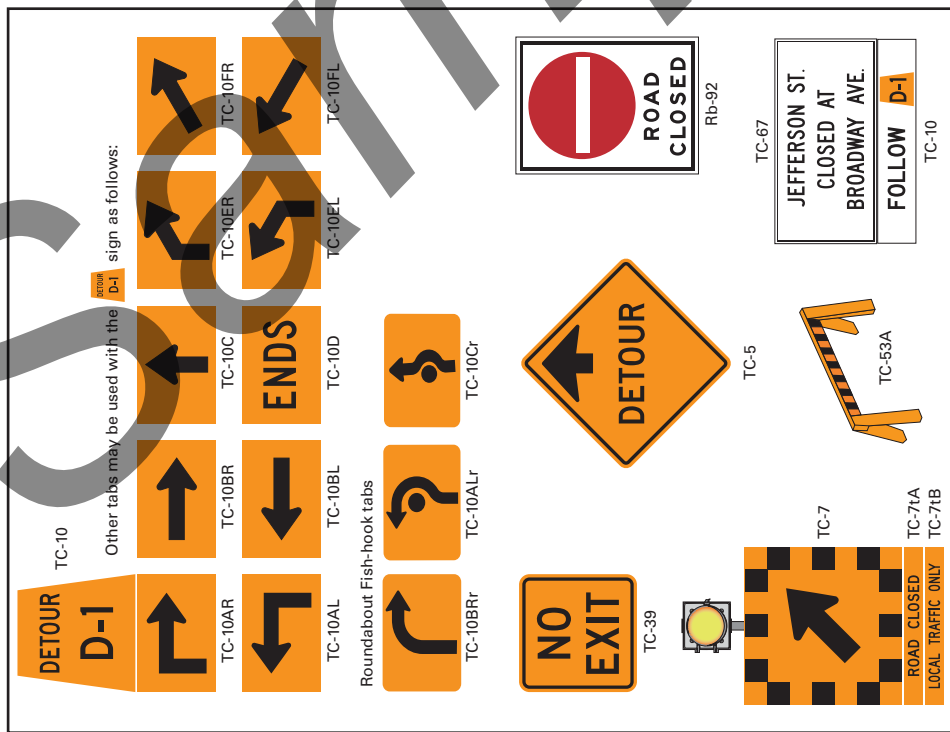 TC-10
DETOUR
D-1
Other tabs may be used with the
DETOUR
D-1
sign as follows:
TC-10AR
TC-10BR
TC-10C
TC-10ER
TC-10FR
ENDS
TC-10AL
TC-10BL
TC-10D
TC-10EL
TC-10FL
Roundabout Fish-hook tabs
TC-10BRr
TC-10ALr
TC-10Cr
NO
EXIT
TC-39
DETOUR
TC-5
ROAD
CLOSED
Rb-92
TC-7
ROAD CLOSED
TC-7tA
LOCAL TRAFFIC ONLY
TC-7tB
TC-53A
TC-67
JEFFERSON ST.
CLOSED AT
BROADWAY AVE.
FOLLOW D-1
TC-10